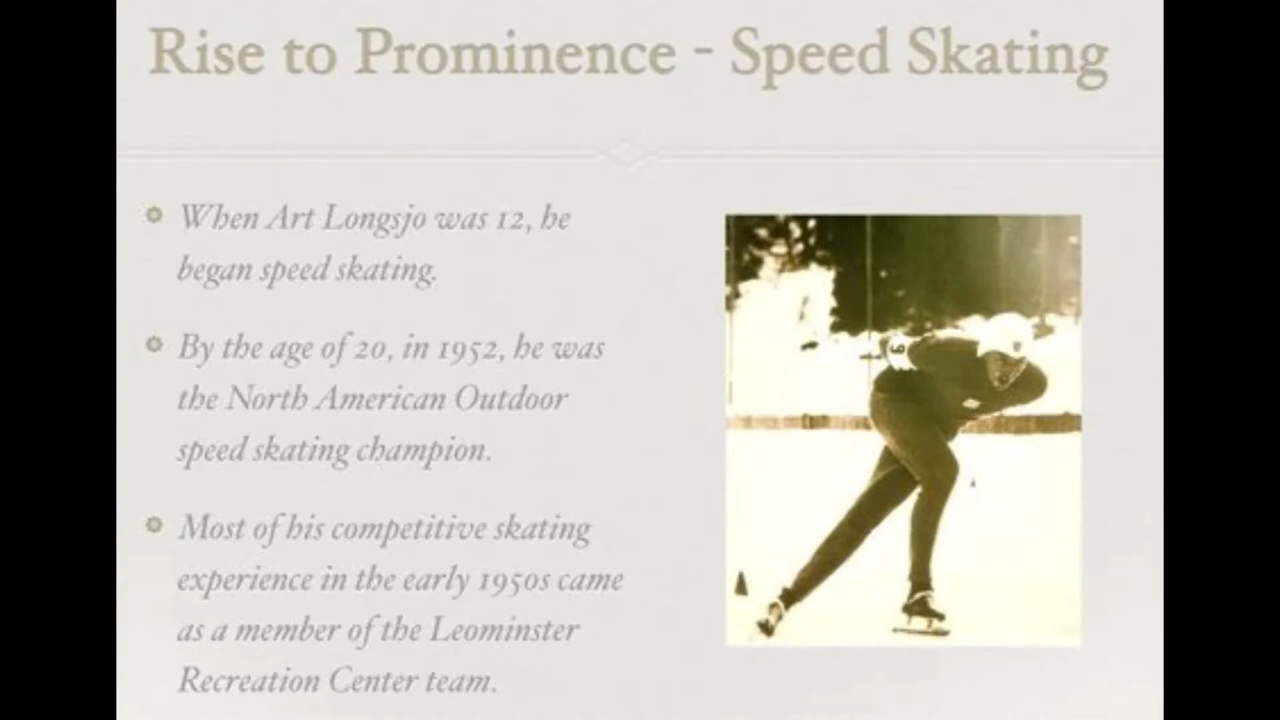 Rise to Prominence - Speed Skating
When Art Longsjo was 12, he
began speed skating.
By the age of 20, in 1952, he was
the North American Outdoor
speed skating champion.
Most of his competitive skating
experience in the early 1950s came
as a member of the Leominster
Recreation Center team.